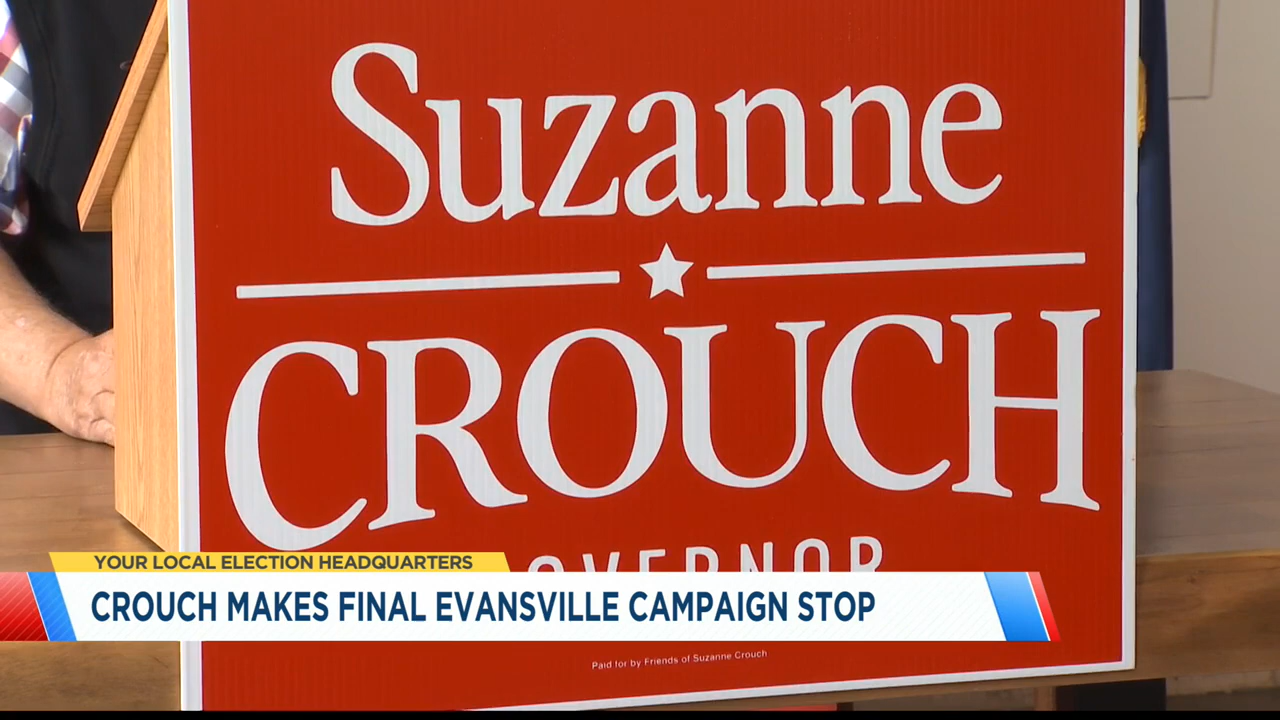 Suzanne
CROUCH
GOVERNOR
YOUR LOCAL ELECTION HEADQUARTERS
CROUCH MAKES FINAL EVANSVILLE CAMPAIGN STOP
Paid for by Friends of Suzanne Crouch